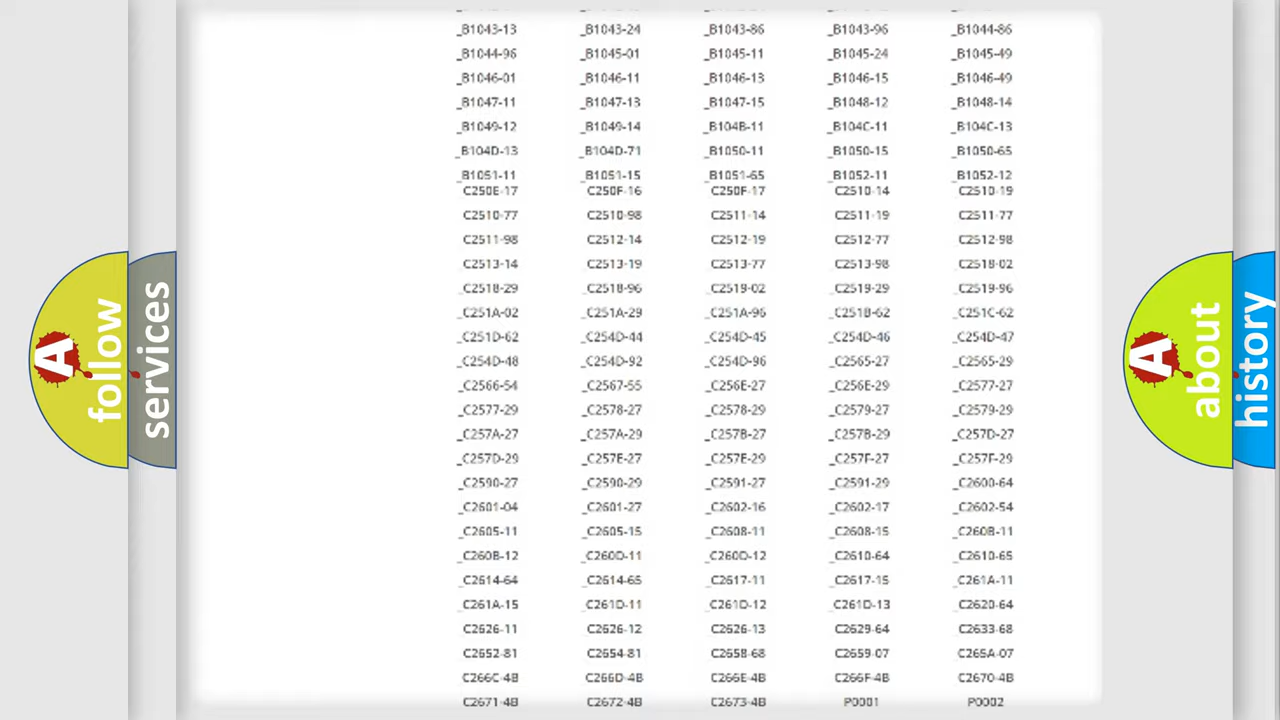 _B1043-13 _B1043-24 _B1043-86 _B1043-96 _B1044-86
_B1044-96 _B1045-01 _B1045-11 _B1045-24 _B1045-49
_B1046-01 _B1046-11 _B1046-13 _B1046-15 _B1046-49
_B1047-11 _B1047-13 _B1047-15 _B1048-12 _B1048-14
_B1049-12 _B1049-14 _B104B-11 _B104C-11 _B104C-13
_B104D-13 _B104D-71 _B1050-11 _B1050-15 _B1050-65
_B1051-11 _B1051-15 _B1051-65 _B1052-11 _B1052-12
C250E-17 C250F-16 C250F-17 C2510-14 C2510-19
C2510-77 C2510-98 C2511-14 C2511-19 C2511-77
C2511-98 C2512-14 C2512-19 C2512-77 C2512-98
C2513-14 C2513-19 C2513-77 C2513-98 C2518-02
_C2518-29 _C2518-96 _C2519-02 _C2519-29 _C2519-96
_C251A-02 _C251A-29 _C251A-96 _C251B-62 _C251C-62
_C251D-62 _C254D-44 _C254D-45 _C254D-46 _C254D-47
_C254D-48 _C254D-92 _C254D-96 _C2565-27 _C2565-29
_C2566-54 _C2567-55 _C256E-27 _C256E-29 _C2577-27
_C2577-29 _C2578-27 _C2578-29 _C2579-27 _C2579-29
_C257A-27 _C257A-29 _C257B-27 _C257B-29 _C257D-27
_C257D-29 _C257E-27 _C257E-29 _C257F-27 _C257F-29
_C2590-27 _C2590-29 _C2591-27 _C2591-29 _C2600-64
_C2601-04 _C2601-27 _C2602-16 _C2602-17 _C2602-54
_C2605-11 _C2605-15 _C2608-11 _C2608-15 _C260B-11
_C260B-12 _C260D-11 _C260D-12 _C2610-64 _C2610-65
_C2614-64 _C2614-65 _C2617-11 _C2617-15 _C261A-11
_C261A-15 _C261D-11 _C261D-12 _C261D-13 _C2620-64
C2626-11 C2626-12 C2626-13 C2629-64 C2633-68
C2652-81 C2654-81 C2658-68 C2659-07 C265A-07
C266C-4B C266D-4B C266E-4B C266F-4B C2670-4B
C2671-4B C2672-4B C2673-4B P0001 P0002
A follow
services
A about
history